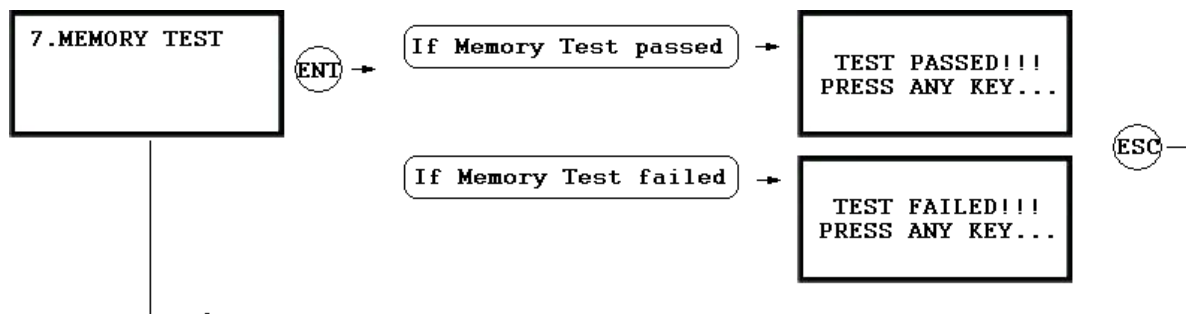 7.MEMORY TEST
ENT
If Memory Test passed
TEST PASSED!!!
PRESS ANY KEY...
ESC
If Memory Test failed
TEST FAILED!!!
PRESS ANY KEY...